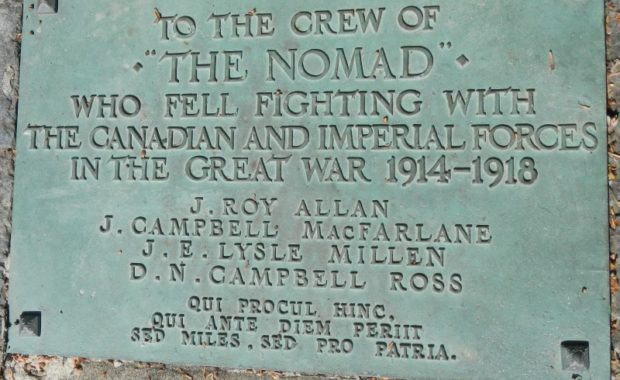 TO THE CREW OF
"THE NOMAD"
WHO FELL FIGHTING WITH
THE CANADIAN AND IMPERIAL FORCES
IN THE GREAT WAR 1914-1918
J. ROY ALLAN
J. CAMPBELL MACFARLANE
J. E. LYSLE MILLEN
D. N. CAMPBELL ROSS
QUI PROCUL HINC,
QUI ANTE DIEM PERIIT
SED MILES, SED PRO PATRIA.